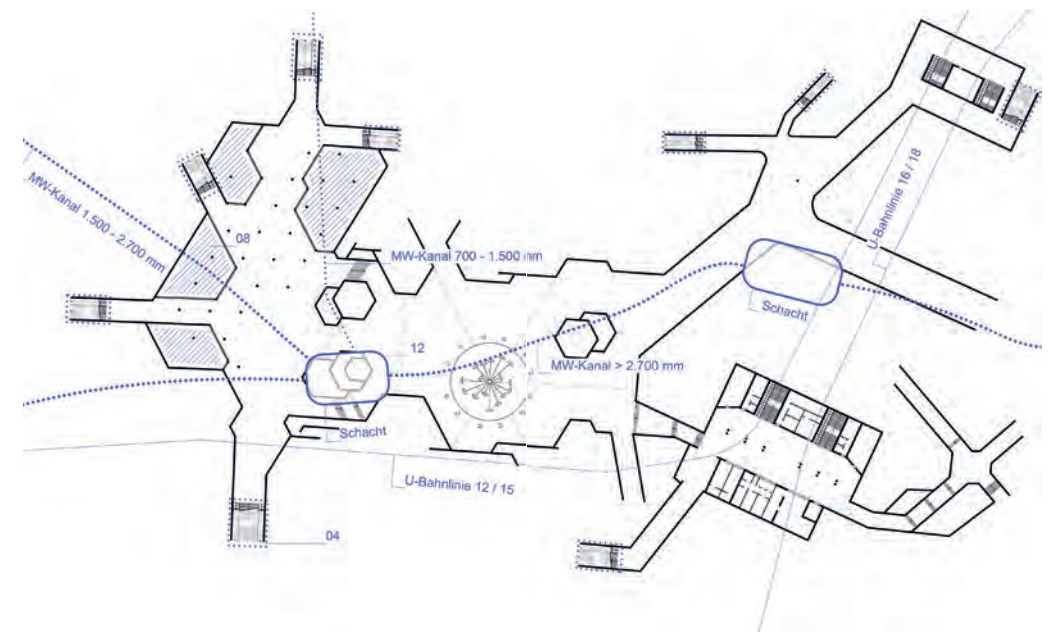 U-Bahnlinie 16 / 18
MW-Kanal 1.500 - 2.700 mm
08
MW-Kanal 700 - 1.500 mm
Schacht
12
MW-Kanal > 2.700 mm
Schacht
U-Bahnlinie 12 / 15
04